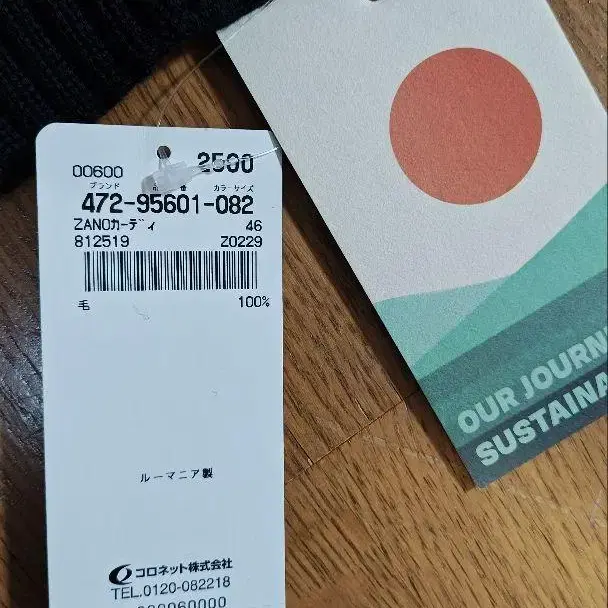 00600 2500
ブランド 番 カラーサイズ
472-95601-082
ZANOカーディ 46
812519 Z0229
毛 100%
ルーマニア製
コロネット株式会社
TEL.0120-082218
OUR JOURN
SUSTAINA